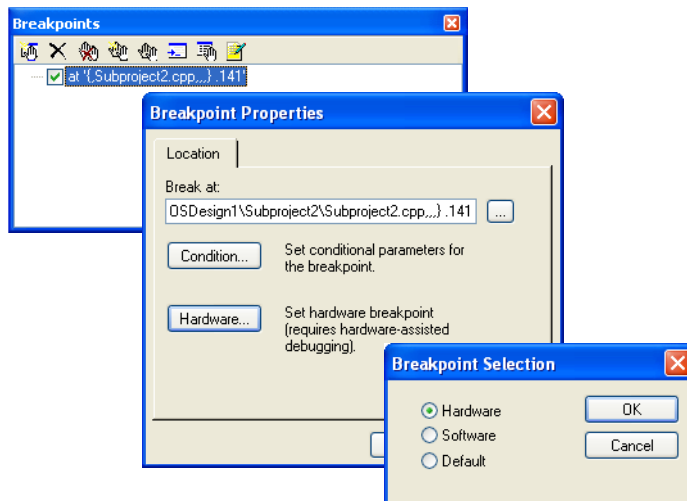 Breakpoints
at '{,Subproject2.cpp,,,} .141'
Breakpoint Properties
Location
Break at:
OSDesign1\Subproject2\Subproject2.cpp,,,} .141
...
Condition...
Set conditional parameters for
the breakpoint.
Hardware...
Set hardware breakpoint
(requires hardware-assisted
debugging).
Breakpoint Selection
Hardware
Software
Default
OK
Cancel